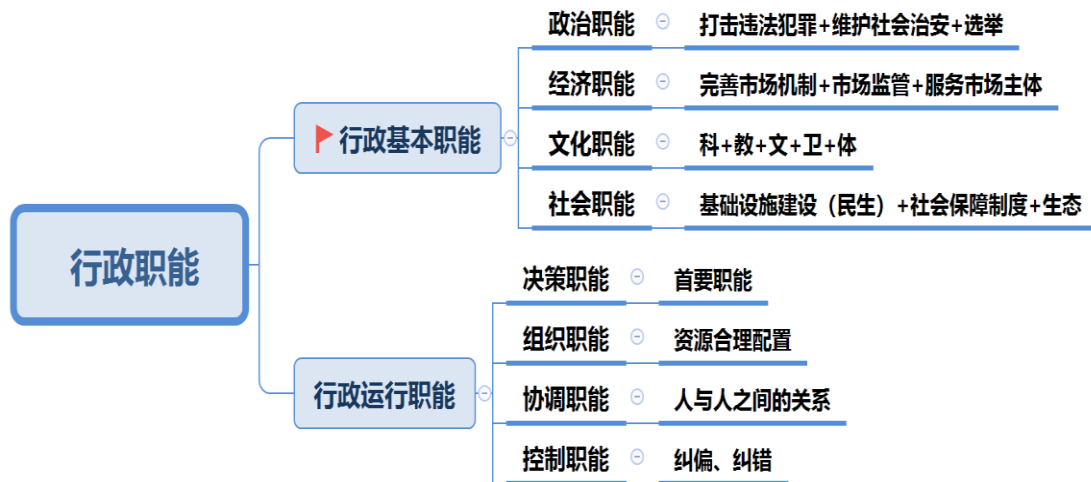 行政职能
行政基本职能
政治职能 打击违法犯罪+维护社会治安+选举
经济职能 完善市场机制+市场监管+服务市场主体
文化职能 科+教+文+卫+体
社会职能 基础设施建设（民生）+社会保障制度+生态
行政运行职能
决策职能 首要职能
组织职能 资源合理配置
协调职能 人与人之间的关系
控制职能 纠偏、纠错